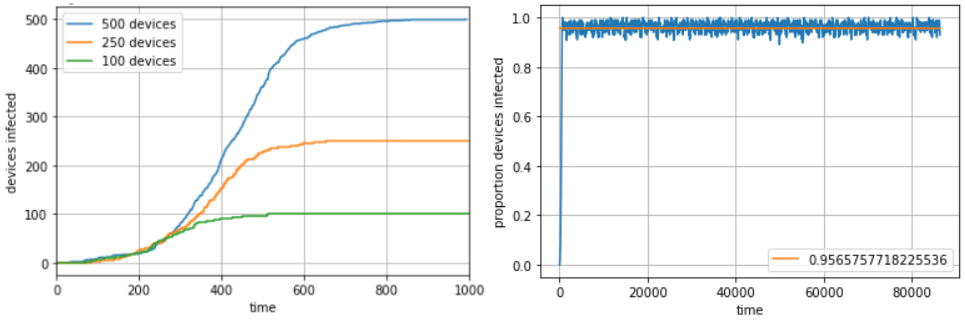 500 devices
250 devices
100 devices
devices infected
500
400
300
200
100
0
0 200 400 600 800 1000
time
proportion devices infected
1.0
0.8
0.6
0.4
0.2
0.0
0.9565757718225536
0 20000 40000 60000 80000
time